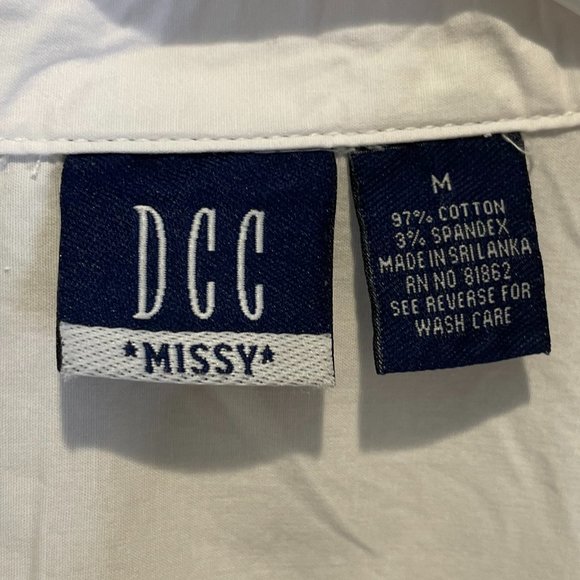 DCC
*MISSY*
M
97% COTTON
3% SPANDEX
MADE IN SRI LANKA
RN NO 81862
SEE REVERSE FOR
WASH CARE